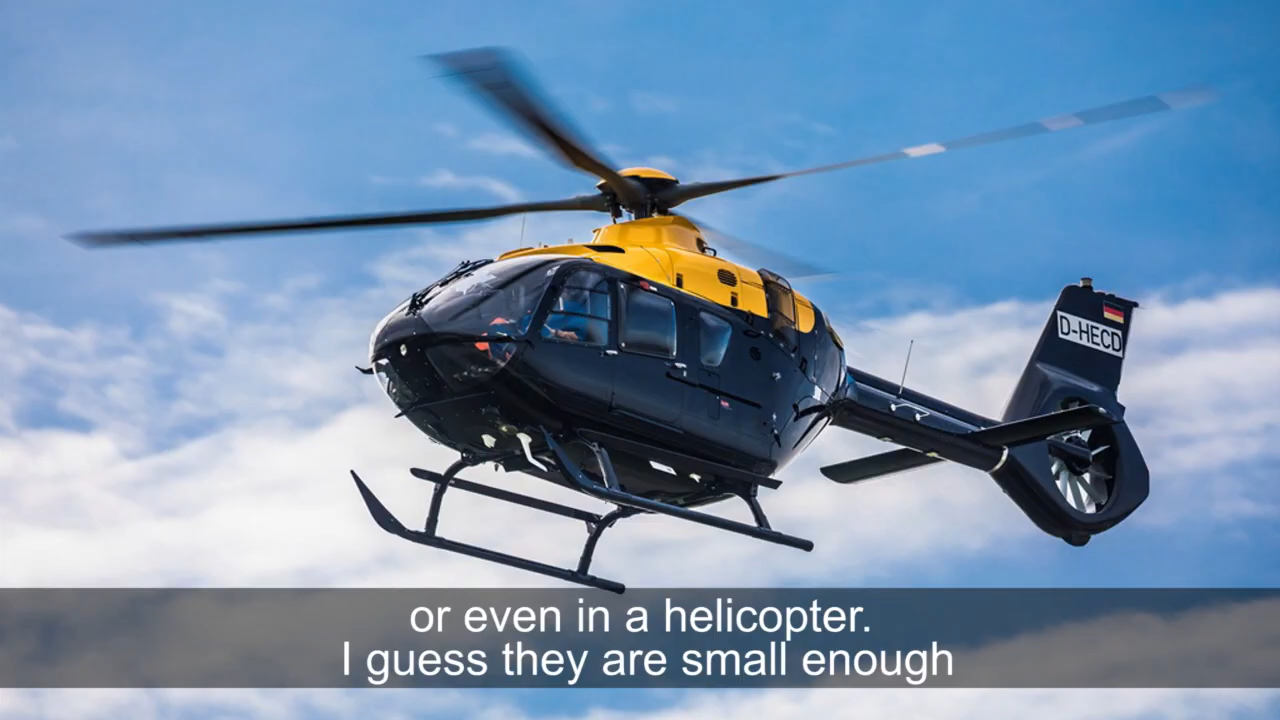 D-HECD
or even in a helicopter.
I guess they are small enough